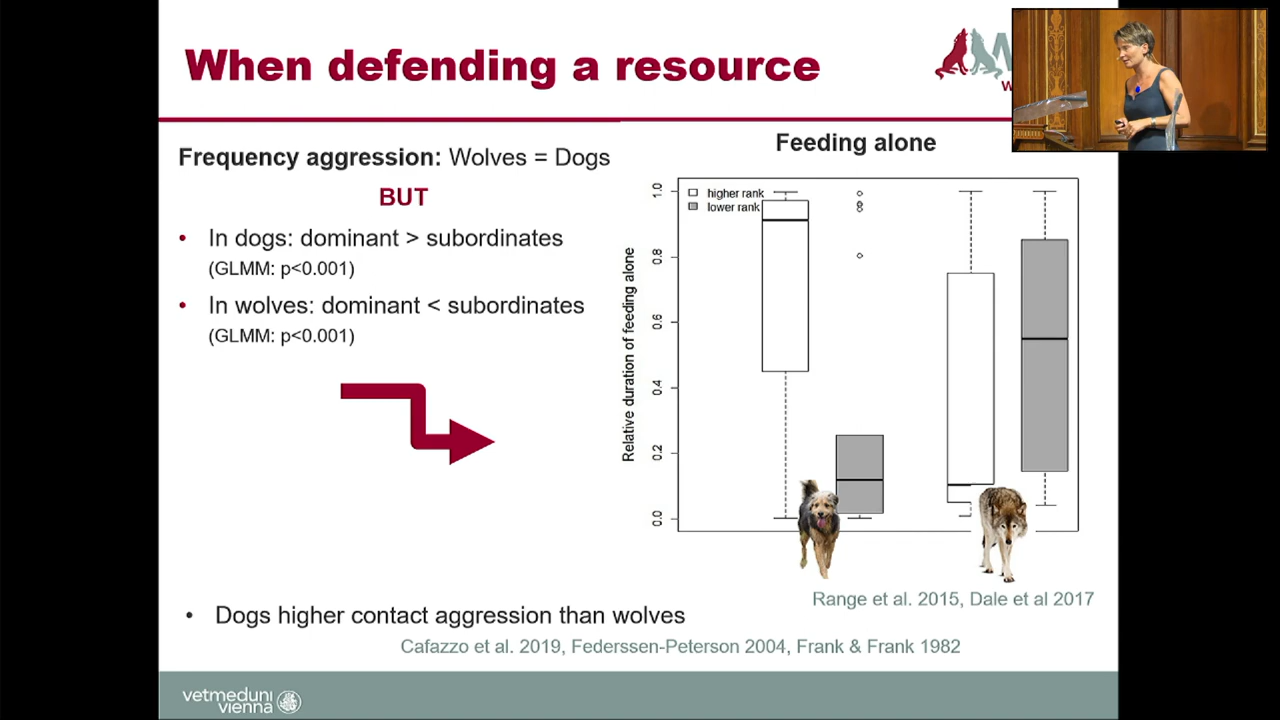 When defending a resource
W
Frequency aggression: Wolves = Dogs
BUT
• In dogs: dominant > subordinates
(GLMM: p<0.001)
• In wolves: dominant < subordinates
(GLMM: p<0.001)
Feeding alone
higher rank
lower rank
Relative duration of feeding alone
1.0
0.8
0.6
0.4
0.2
0.0
Range et al. 2015, Dale et al 2017
• Dogs higher contact aggression than wolves
Cafazzo et al. 2019, Federssen-Peterson 2004, Frank & Frank 1982
vetmeduni
vienna